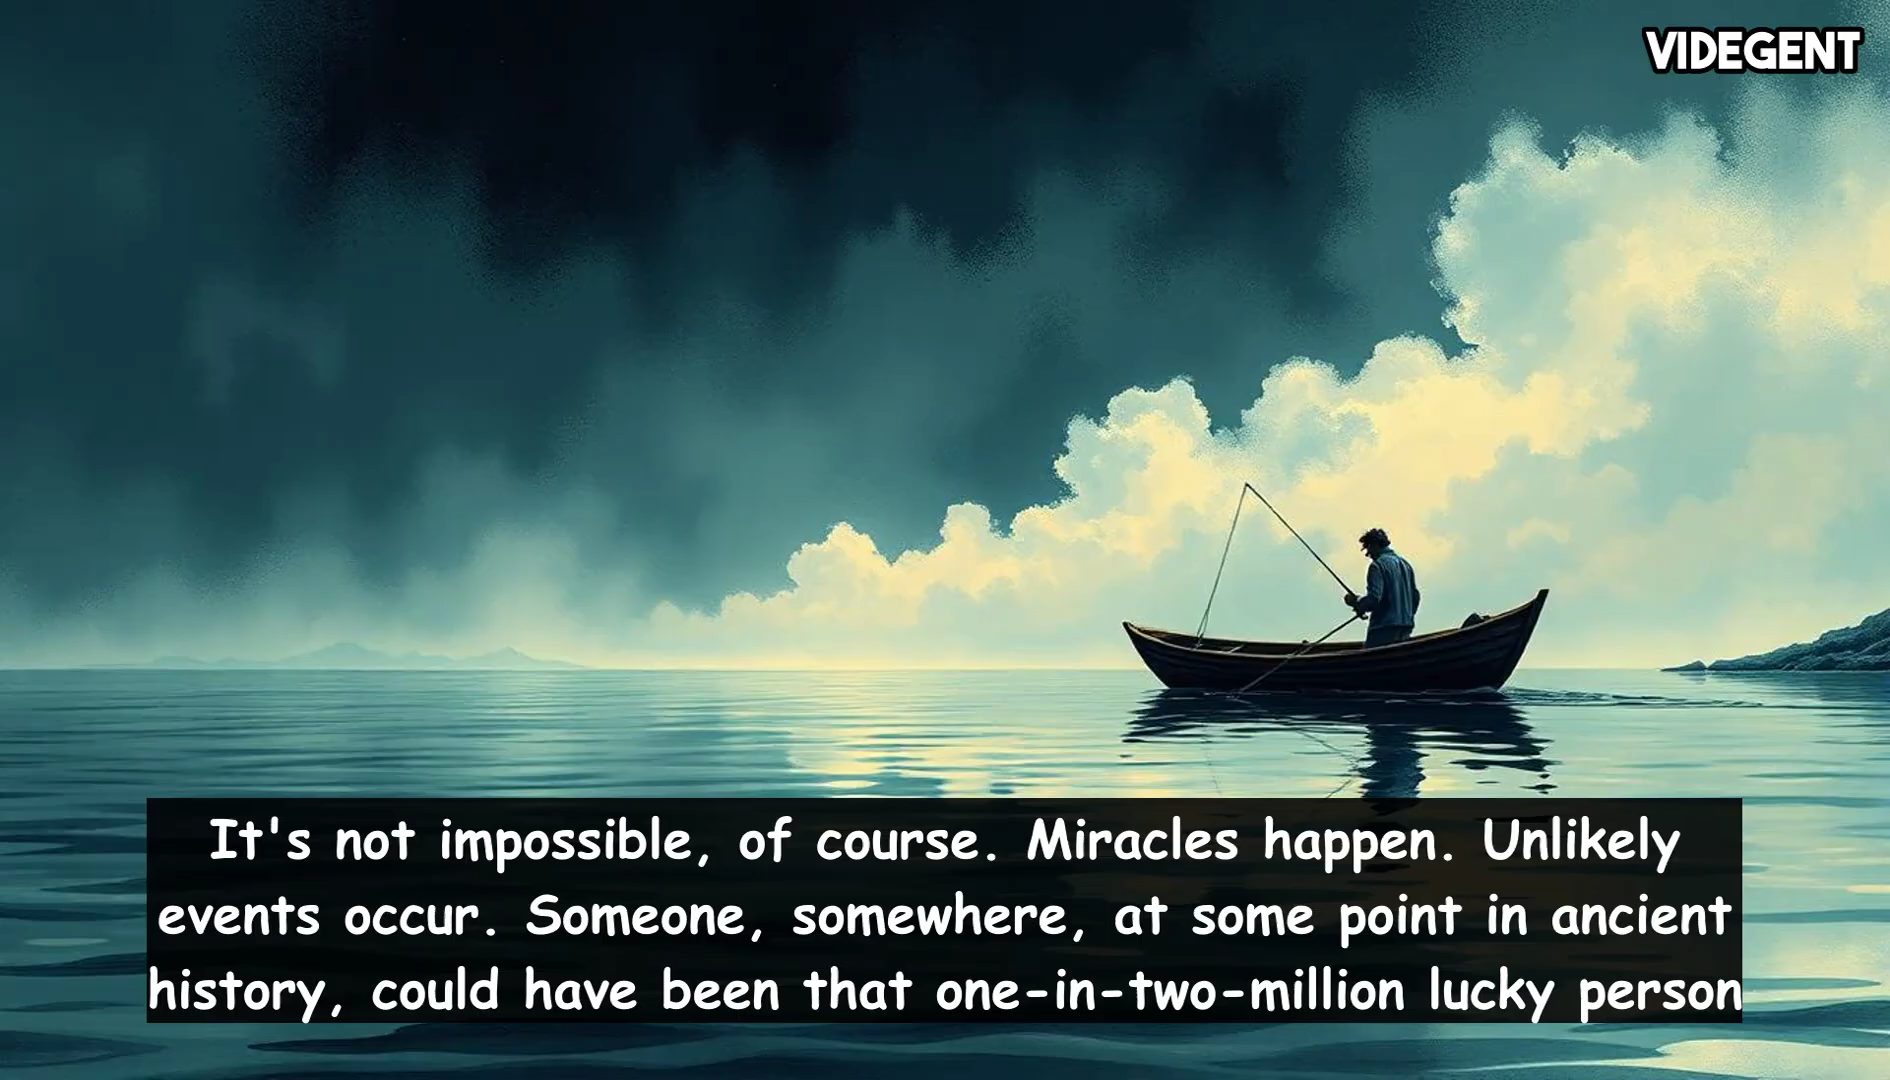 VIDEGENT
It's not impossible, of course. Miracles happen. Unlikely
events occur. Someone, somewhere, at some point in ancient
history, could have been that one-in-two-million lucky person